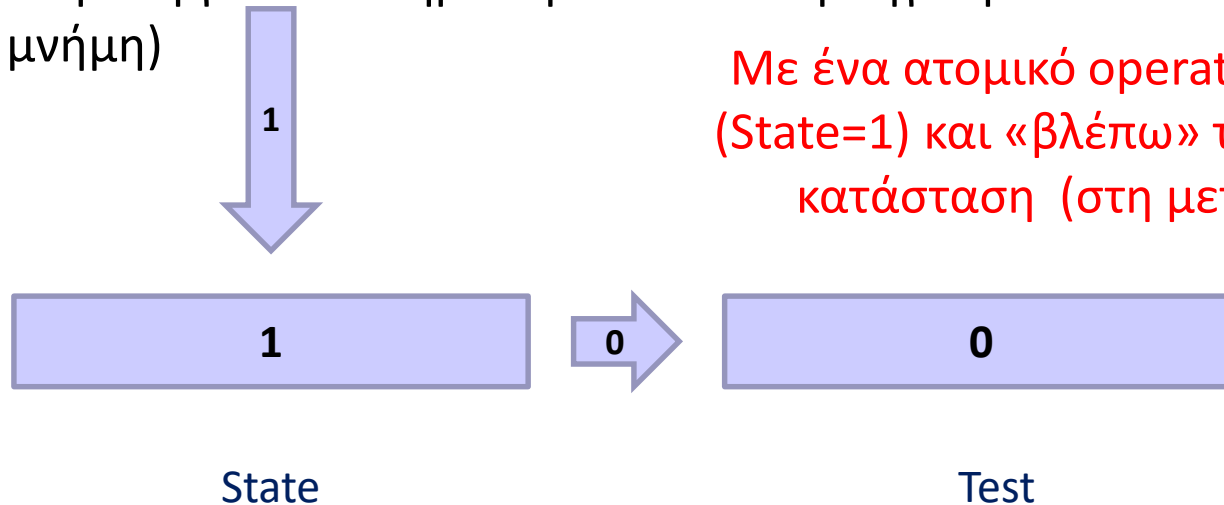 μνήμη)
Με ένα ατομικό operat
(State=1) και «βλέπω» τ
κατάσταση (στη μετ
1
1
0
0
State
Test